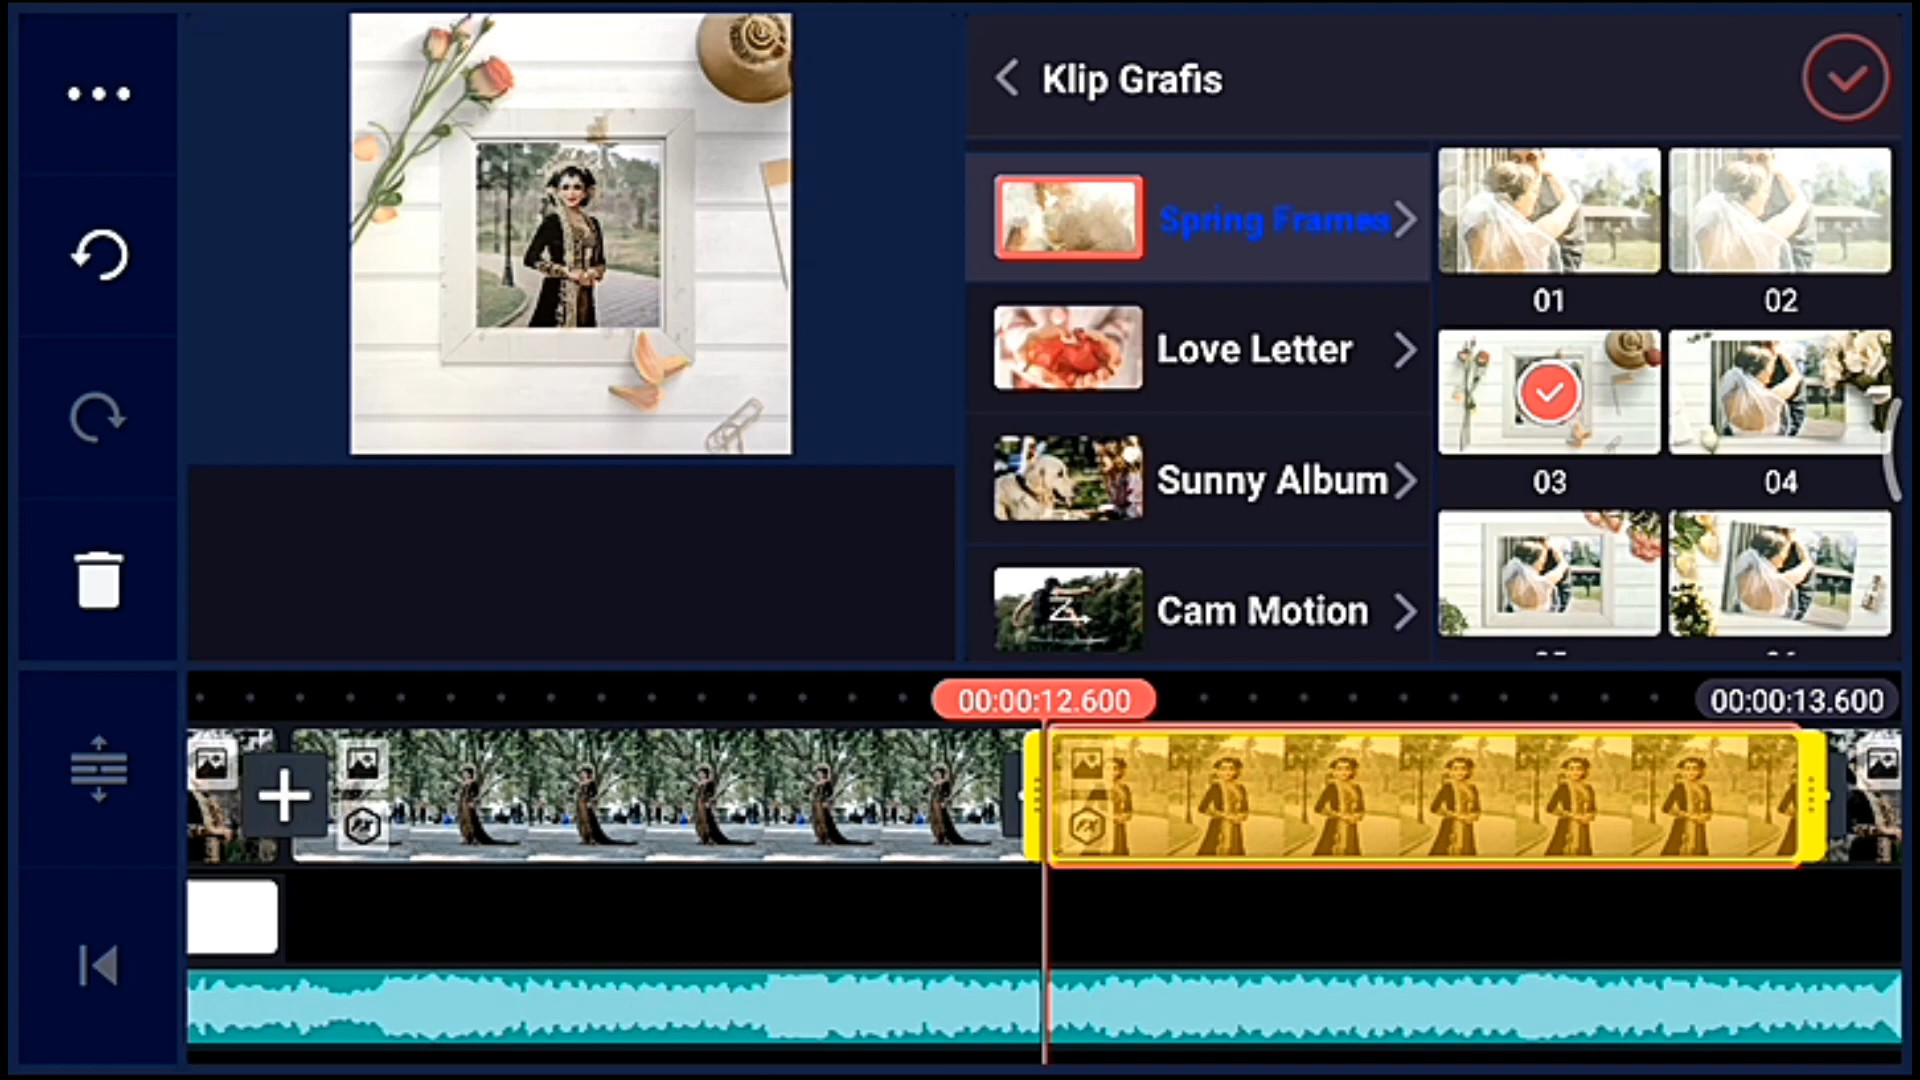 Klip Grafis
Spring Frames
Love Letter
Sunny Album
Cam Motion
01
02
03
04
00:00:12.600
00:00:13.600